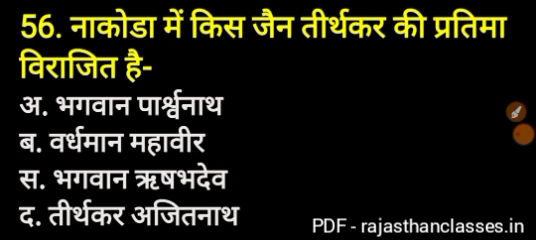 56. नाकोडा में किस जैन तीर्थकर की प्रतिमा
विराजित है-
अ. भगवान पार्श्वनाथ
ब. वर्धमान महावीर
स. भगवान ऋषभदेव
द. तीर्थकर अजितनाथ
PDF - rajasthanclasses.in